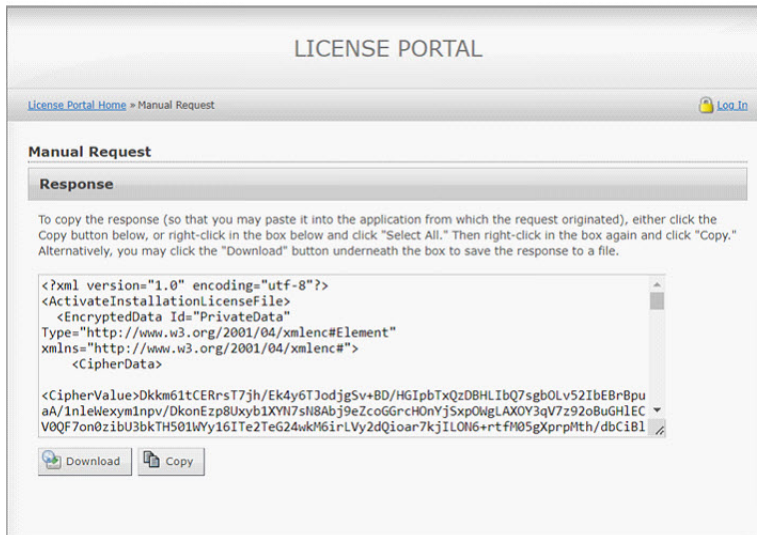 LICENSE PORTAL
License Portal Home » Manual Request
Log In
Manual Request
Response
To copy the response (so that you may paste it into the application from which the request originated), either click the
Copy button below, or right-click in the box below and click "Select All." Then right-click in the box again and click "Copy."
Alternatively, you may click the "Download" button underneath the box to save the response to a file.
<?xml version="1.0" encoding="utf-8"?>
<ActivateInstallationLicenseFile>
<EncryptedData Id="PrivateData"
Type="http://www.w3.org/2001/04/xmlenc#Element"
xmlns="http://www.w3.org/2001/04/xmlenc#">
<CipherData>
<CipherValue>Dkkm61tCERrsT7jh/Ek4y6TJodjgSv+BD/HGIpbTxQzDBHLIbQ7sgbOLv52IbEBrBpu
aA/1nleWexym1npv/DkonEzp8Uxyb1XYN7sN8Abj9eZcoGGrcHOnYjSxpOWgLAXOY3qV7z92oBuGHlEC
V0QF7on0zibU3bkTH501WYy16ITe2TeG24wkM6irLVy2dQioar7kjILON6+rtfM05gXprpMth/dbCiBl
Download
Copy